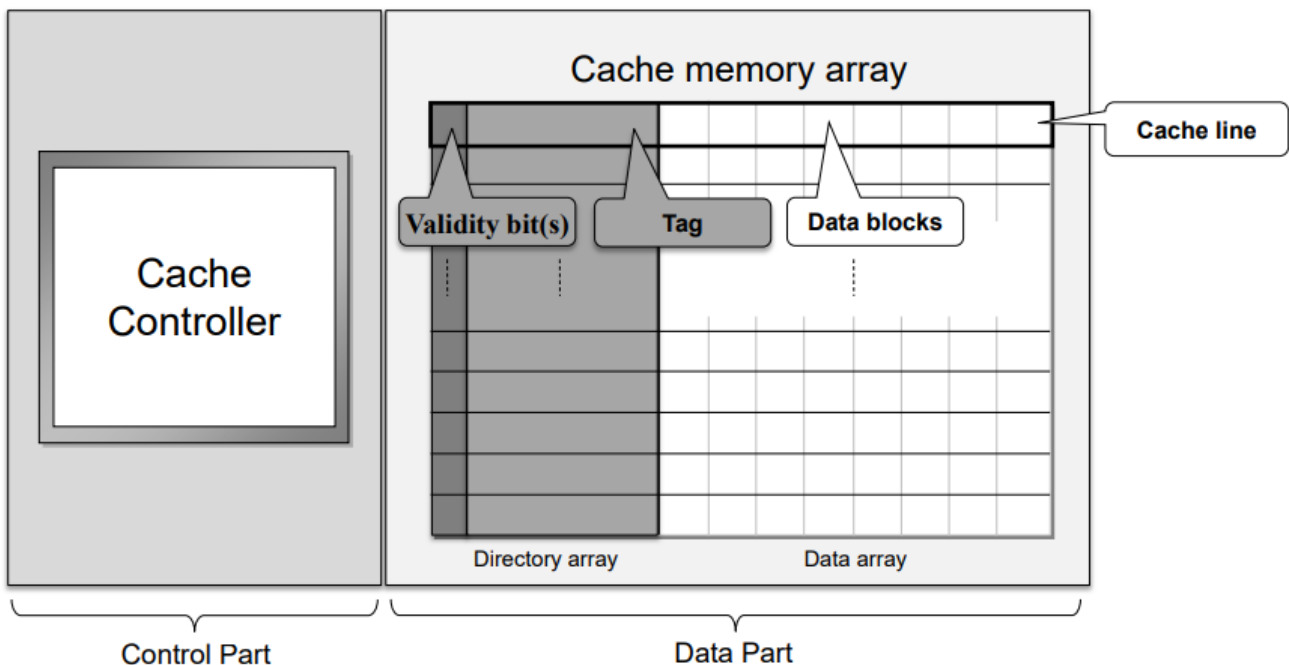 Cache memory array
Cache line
Validity bit(s)
Tag
Data blocks
Cache
Controller
Directory array
Data array
Control Part
Data Part